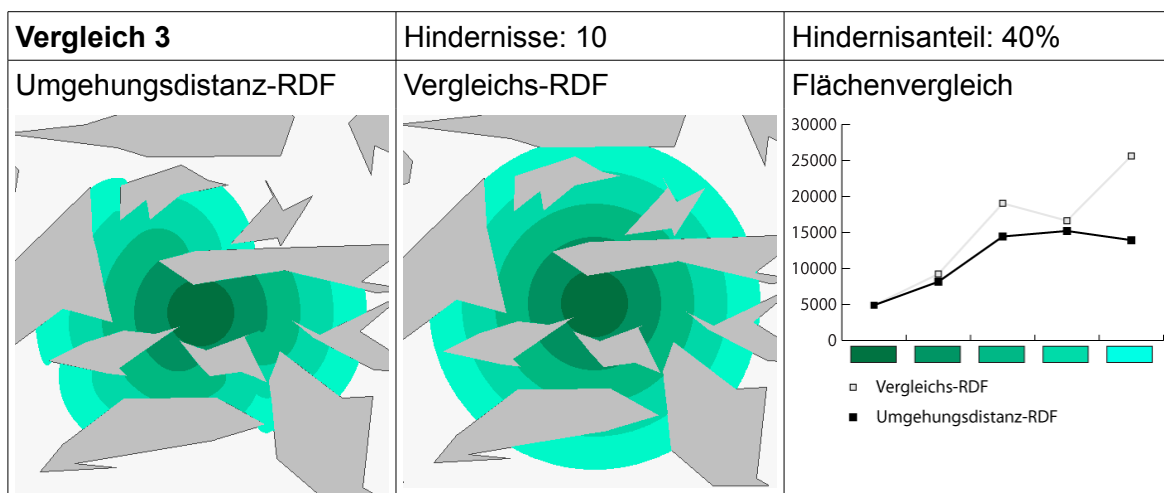 Vergleich 3
Hindernisse: 10
Hindernisanteil: 40%
Umgehungsdistanz-RDF
Vergleichs-RDF
Flächenvergleich
30000
25000
20000
15000
10000
5000
0
Vergleichs-RDF
Umgehungsdistanz-RDF